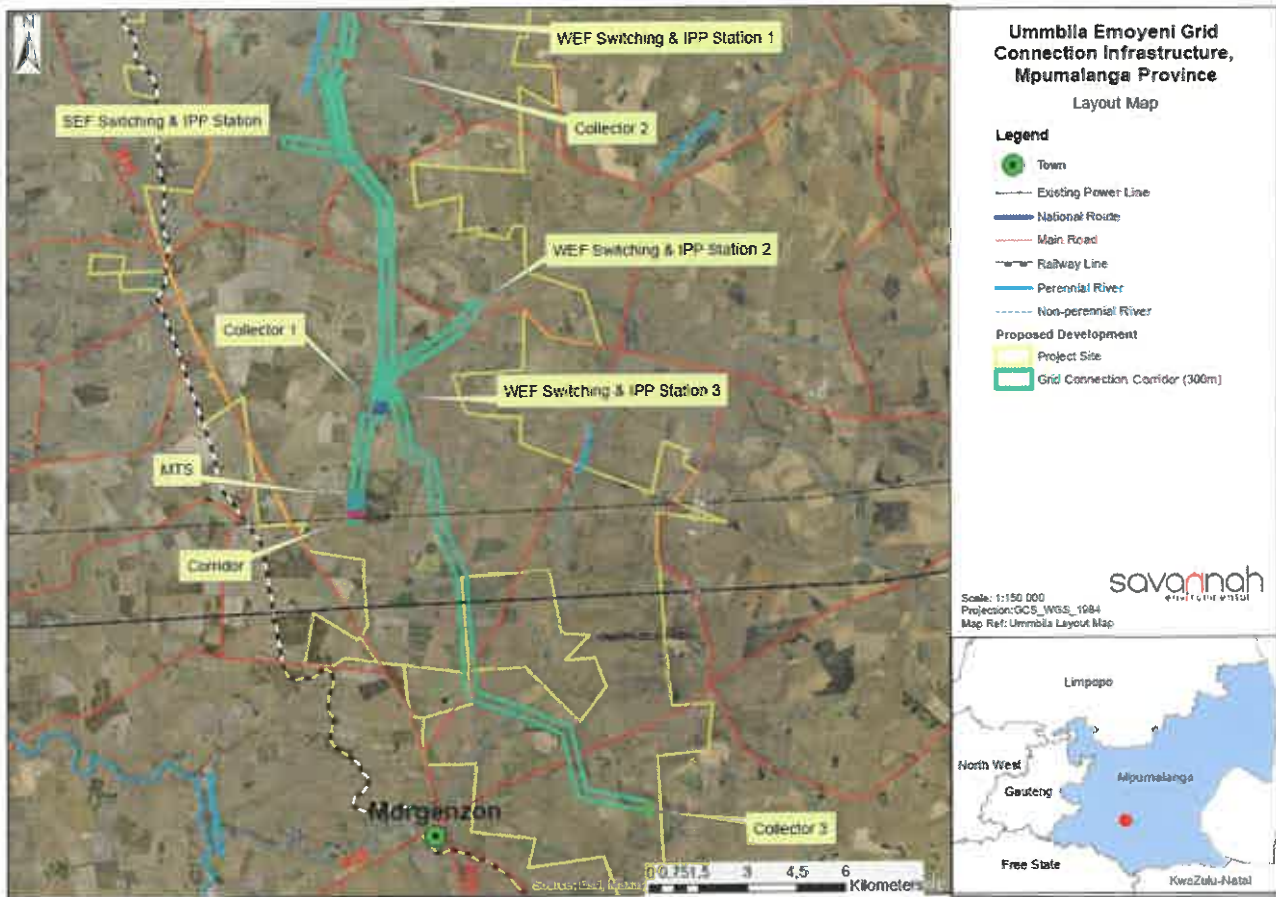 N
WEF Switching & IPP Station 1
SEF Switching & IPP Station
Collector 2
WEF Switching & IPP Station 2
Collector 1
WEF Switching & IPP Station 3
MTS
Corridor
Morgenzon
Collector 3
0 0,75 1,5 3 4,5 6
Kilometers
Ummbila Emoyeni Grid
Connection Infrastructure,
Mpumalanga Province
Layout Map
Legend
Town
Existing Power Line
National Route
Main Road
Railway Line
Perennial River
Non-perennial River
Proposed Development
Project Site
Grid Connection Corridor (300m)
savannah
environmental
Scale: 1:150 000
Projection:GCS_WGS_1984
Map Ref: Ummbila Layout Map
Limpopo
North West
Gauteng
Mpumalanga
Free State
KwaZulu-Natal